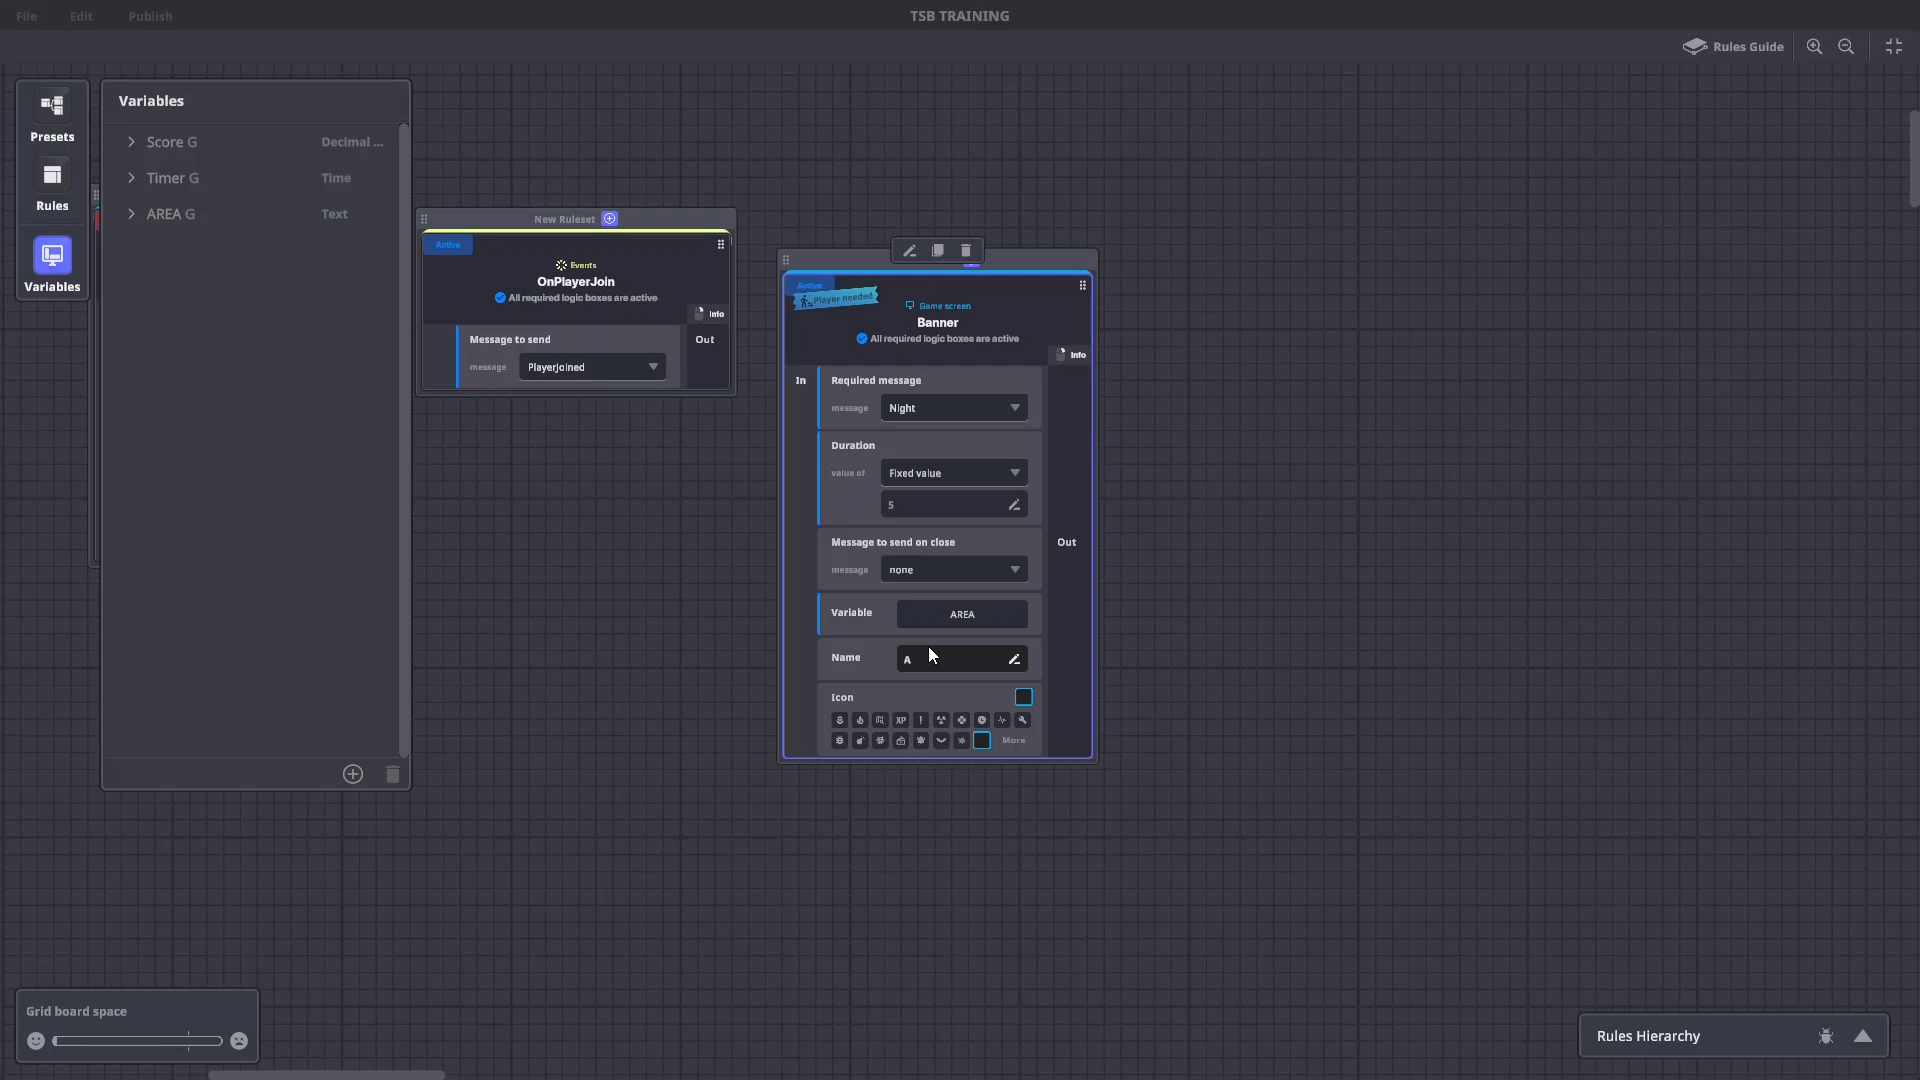 File Edit Publish
TSB TRAINING
Rules Guide
Presets
Rules
Variables
Variables
Score G Decimal ...
Timer G Time
AREA G Text
New Ruleset
Active
Events
OnPlayerJoin
All required logic boxes are active
Info
Message to send
Out
message PlayerJoined
Active
Player needed
Game screen
Banner
All required logic boxes are active
Info
In
Required message
message Night
Duration
value of Fixed value
5
Message to send on close
Out
message none
Variable AREA
Name A
Icon
XP
More
Grid board space
Rules Hierarchy